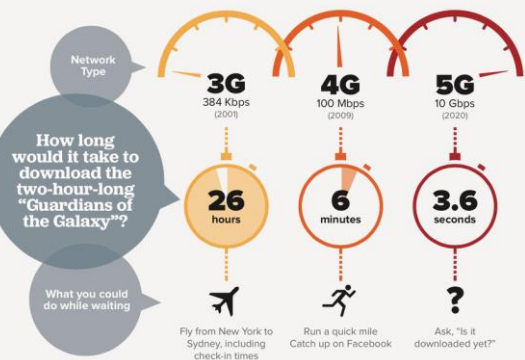 Network
Type
3G
384 Kbps
(2001)
4G
100 Mbps
(2009)
5G
10 Gbps
(2020)
How long
would it take to
download the
two-hour-long
“Guardians of
the Galaxy”?
26
hours
6
minutes
3.6
seconds
What you could
do while waiting
Fly from New York to
Sydney, including
check-in times
Run a quick mile
Catch up on Facebook
?
Ask, “Is it
downloaded yet?”